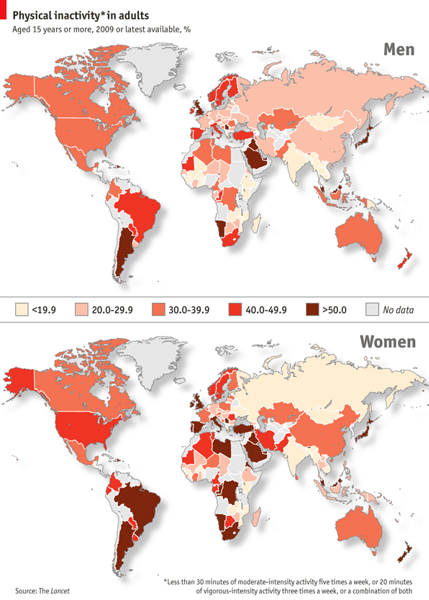 Physical inactivity* in adults
Aged 15 years or more, 2009 or latest available, %
Men
<19.9
20.0-29.9
30.0-39.9
40.0-49.9
>50.0
No data
Women
Source: The Lancet
*Less than 30 minutes of moderate-intensity activity five times a week, or 20 minutes
of vigorous-intensity activity three times a week, or a combination of both